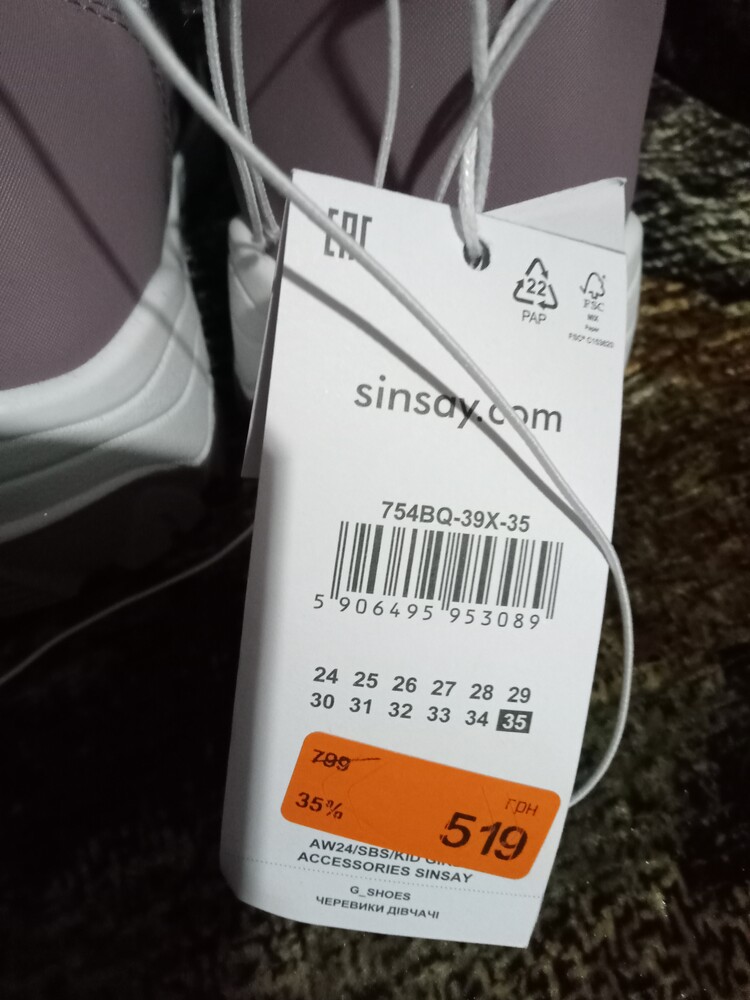 EAC
22
PAP
FSC
MIX
Paper
FSC® C153620
sinsay.com
754BQ-39X-35
5 906495 953089
24 25 26 27 28 29
30 31 32 33 34 35
799
35% грн
519
AW24/SBS/KID
ACCESSORIES SINSAY
G_SHOES
ЧЕРЕВИКИ ДІВЧАЧІ